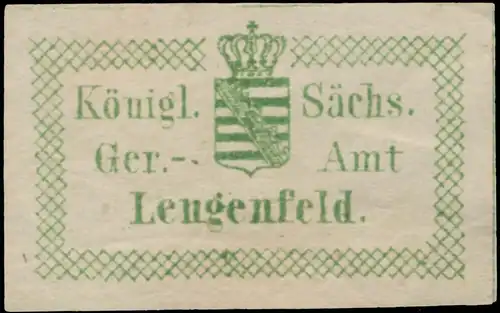 Königl. Sächs.
Ger.- Amt
Lengenfeld.